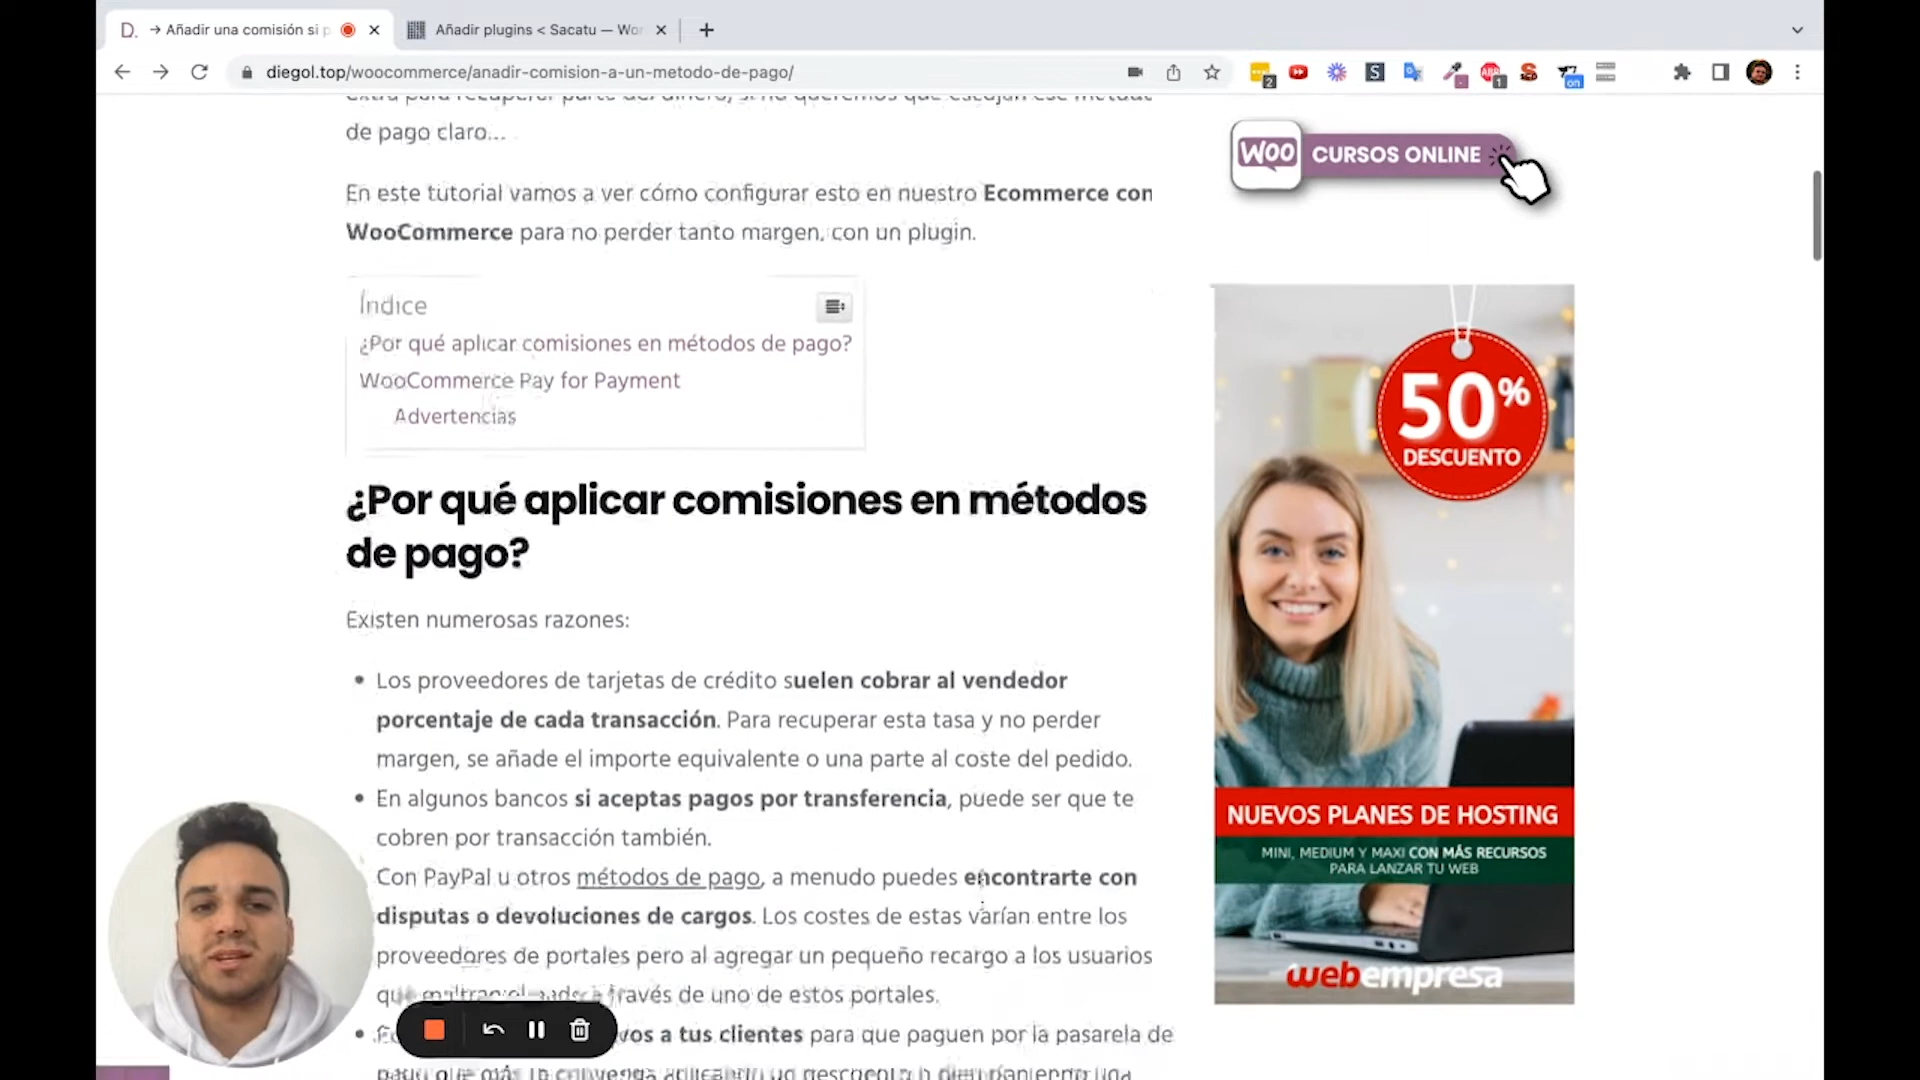 D. → Añadir una comisión si p
Añadir plugins < Sacatu — Wor
diegol.top/woocommerce/anadir-comision-a-un-metodo-de-pago/
2
S
ABP
1
S
on
de pago claro...
En este tutorial vamos a ver cómo configurar esto en nuestro Ecommerce con
WooCommerce para no perder tanto margen, con un plugin.
Índice
¿Por qué aplicar comisiones en métodos de pago?
WooCommerce Pay for Payment
Advertencias
¿Por qué aplicar comisiones en métodos
de pago?
Existen numerosas razones:
• Los proveedores de tarjetas de crédito suelen cobrar al vendedor
porcentaje de cada transacción. Para recuperar esta tasa y no perder
margen, se añade el importe equivalente o una parte al coste del pedido.
• En algunos bancos si aceptas pagos por transferencia, puede ser que te
cobren por transacción también.
Con PayPal u otros métodos de pago, a menudo puedes encontrarte con
disputas o devoluciones de cargos. Los costes de estas varían entre los
proveedores de portales pero al agregar un pequeño recargo a los usuarios
través de uno de estos portales.
a tus clientes para que paguen por la pasarela de
WOO CURSOS ONLINE
50%
DESCUENTO
NUEVOS PLANES DE HOSTING
MINI, MEDIUM Y MAXI CON MÁS RECURSOS
PARA LANZAR TU WEB
webempresa